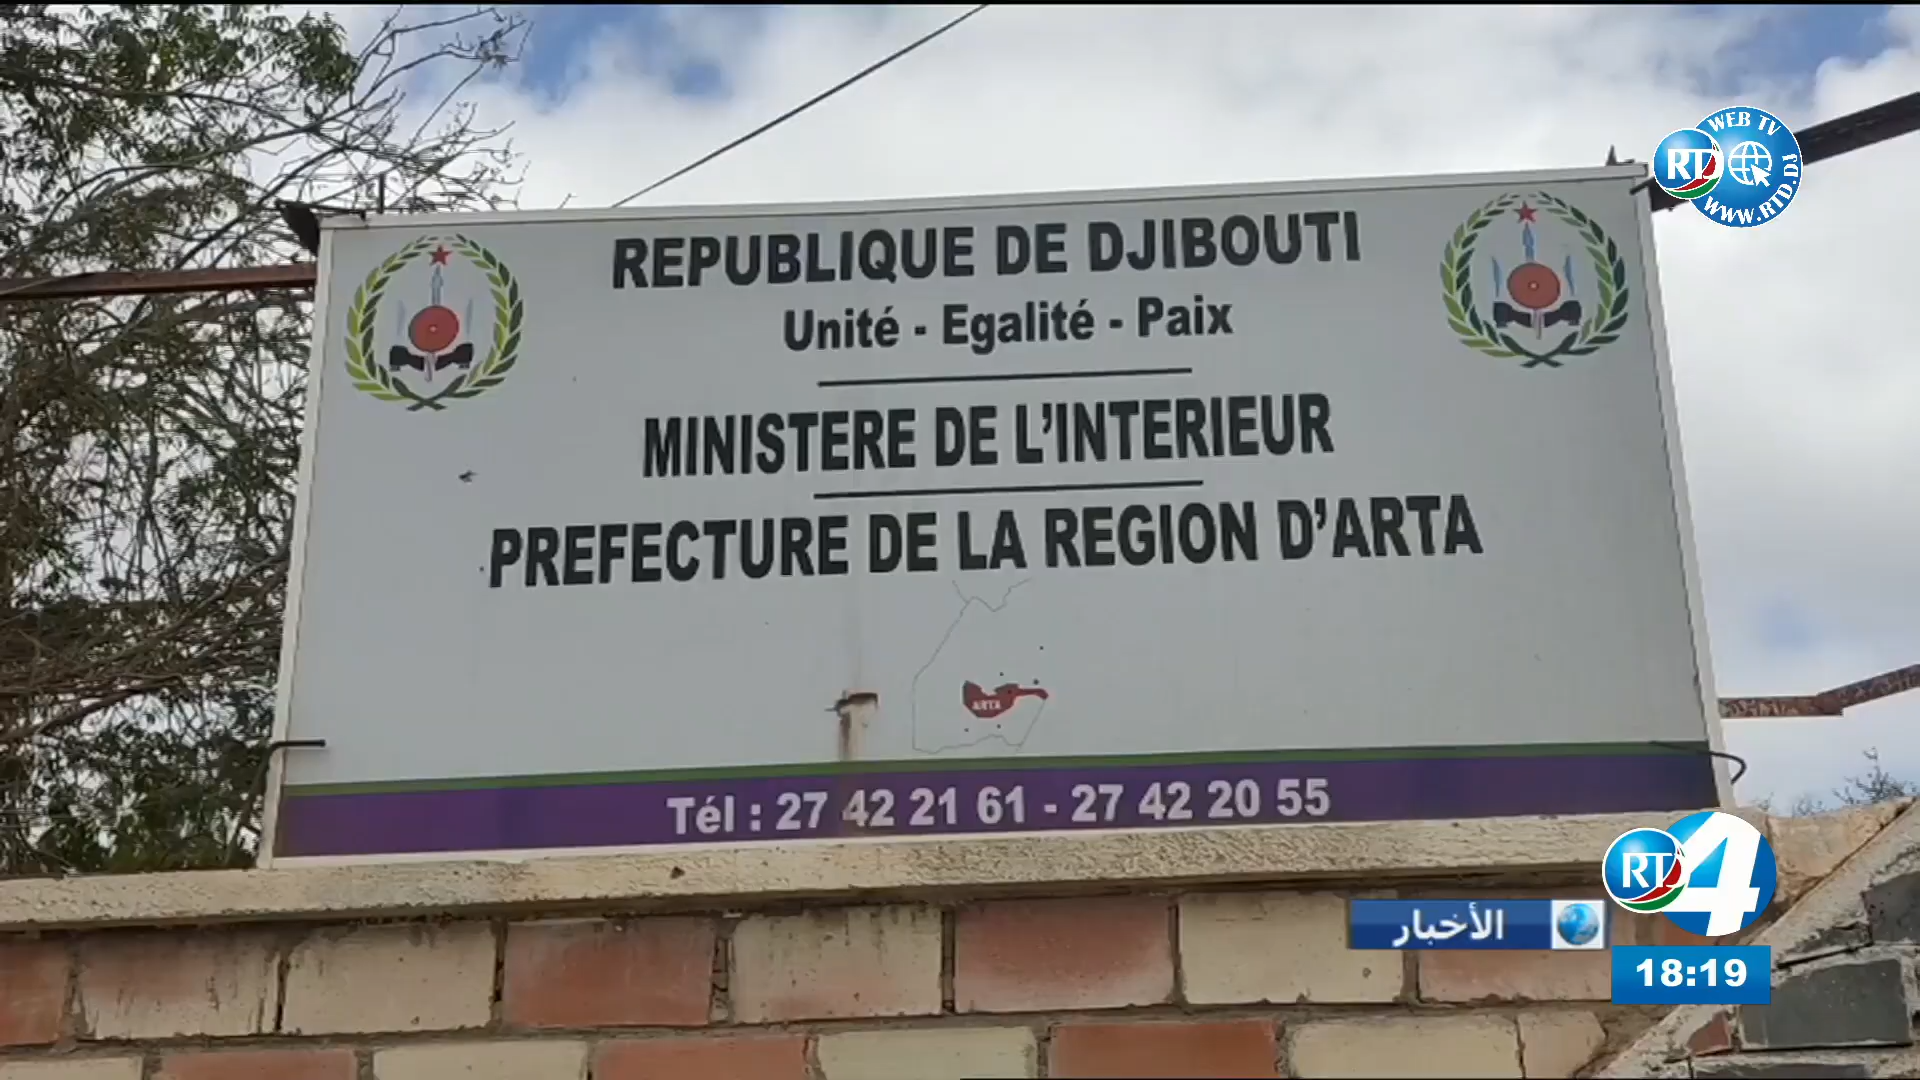 WEB TV
RTD
WWW.RTD.DJ
REPUBLIQUE DE DJIBOUTI
Unité - Egalité - Paix
MINISTERE DE L'INTERIEUR
PREFECTURE DE LA REGION D'ARTA
ARTA
Tél : 27 42 21 61 - 27 42 20 55
RTD 4
الأخبار
18:19